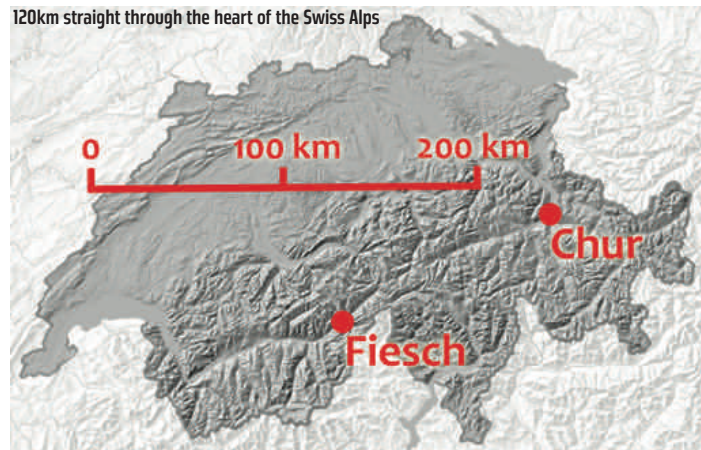 120km straight through the heart of the Swiss Alps
0 100 km 200 km
Chur
Fiesch